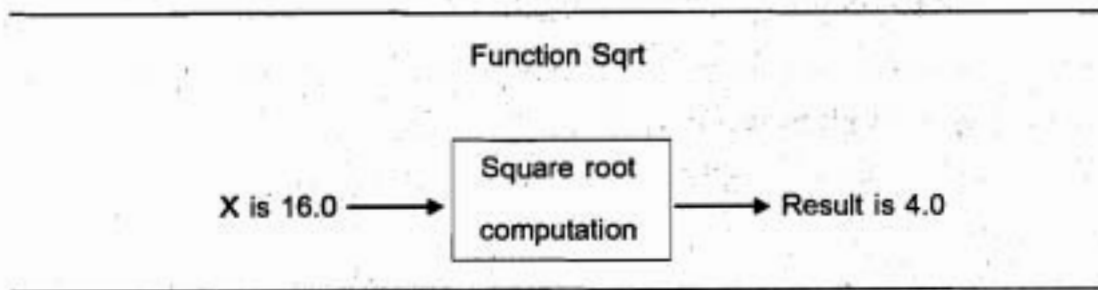 Function Sqrt
Square root
X is 16.0
Result is 4.0
computation